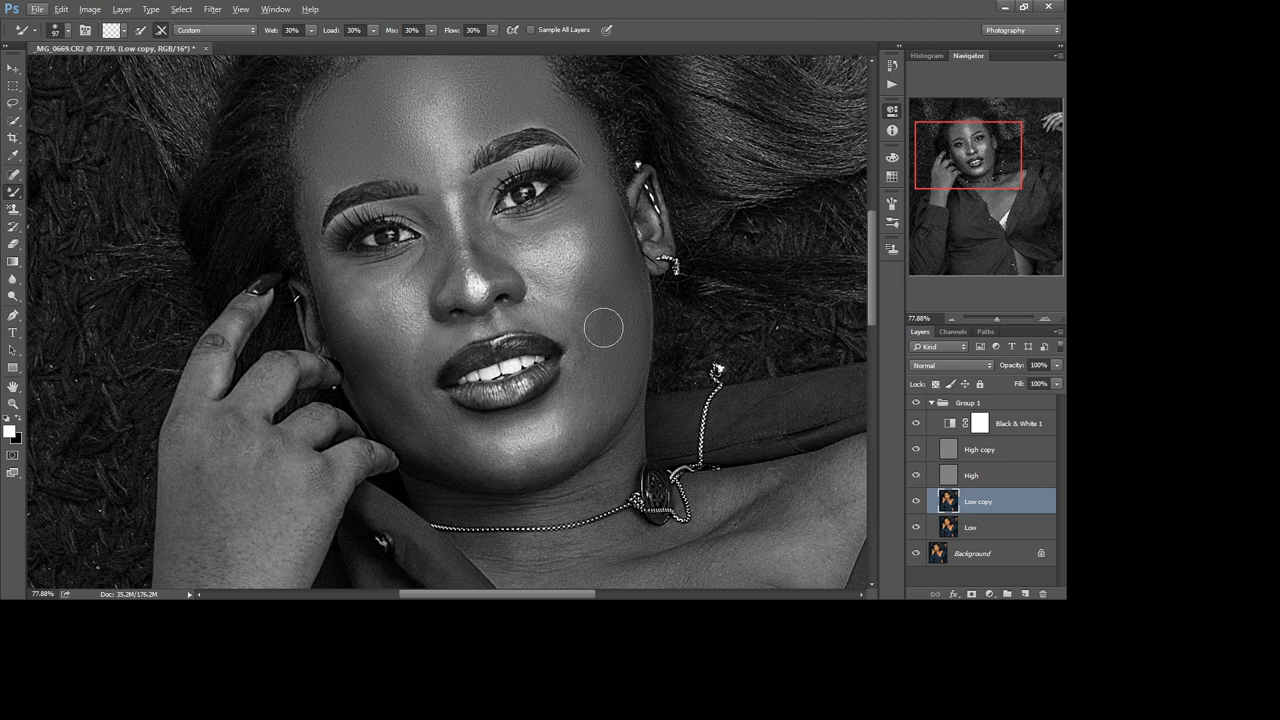 Ps File Edit Image Layer Type Select Filter View Window Help
97 Custom Wet: 30% Load: 30% Mix: 30% Flow: 30% Sample All Layers Photography
_MG_0669.CR2 @ 77.9% (Low copy, RGB/16*) * ×
Histogram Navigator
77.88%
Layers Channels Paths
Kind
Normal Opacity: 100%
Lock: Fill: 100%
Group 1
Black & White 1
High copy
High
Low copy
Low
Background
77.88% Doc: 35.2M/176.2M
fx